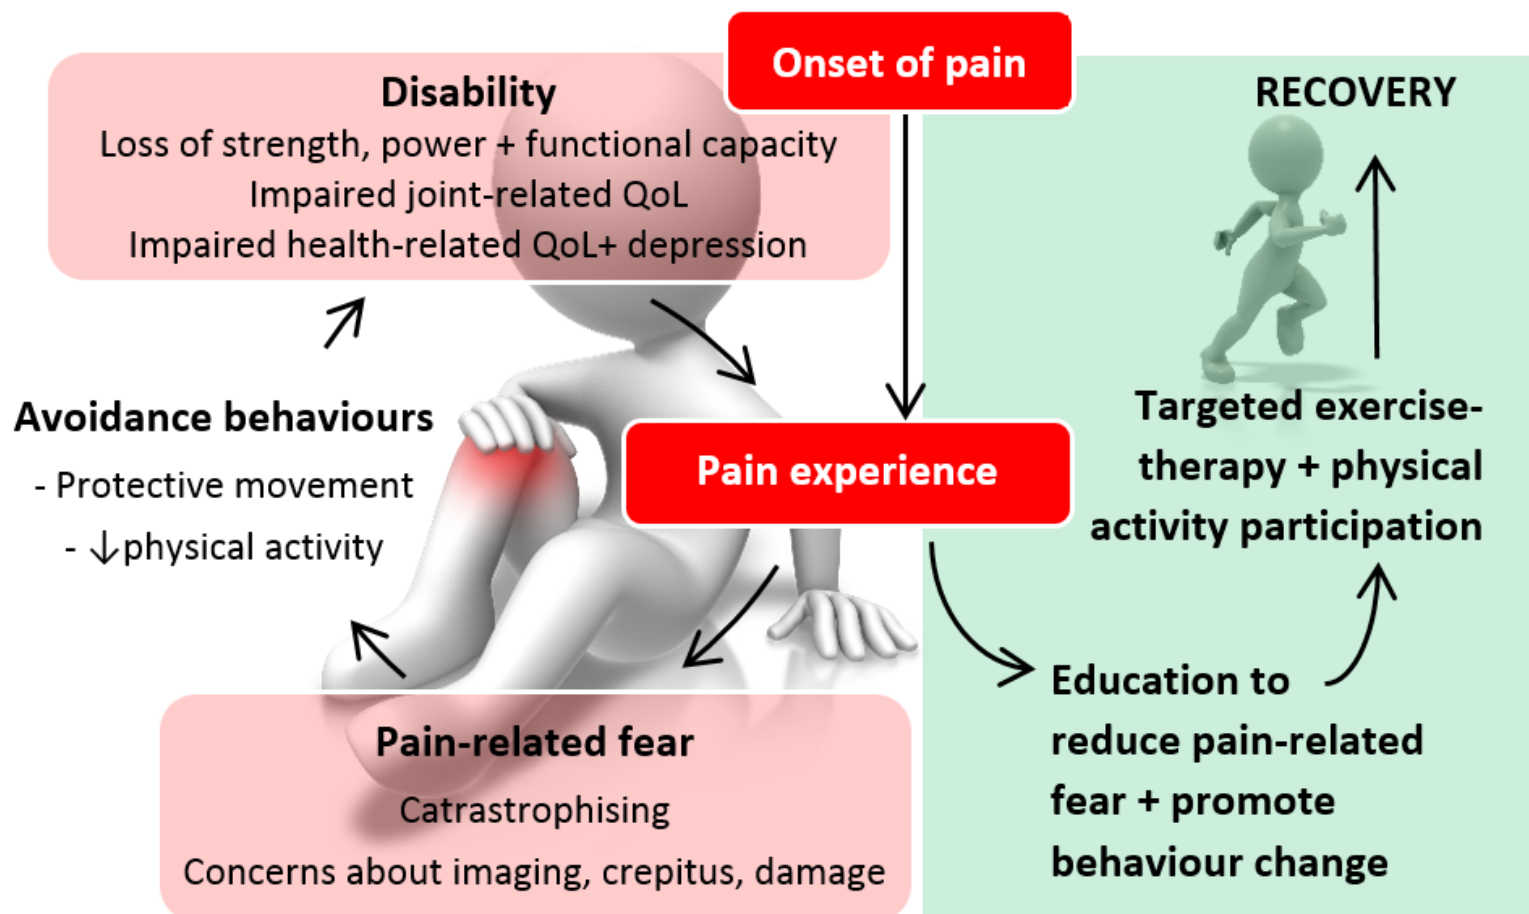 Onset of pain
Disability
Loss of strength, power + functional capacity
Impaired joint-related QoL
Impaired health-related QoL+ depression
RECOVERY
Avoidance behaviours
- Protective movement
- ↓physical activity
Pain experience
Targeted exercise-
therapy + physical
activity participation
Pain-related fear
Catrastrophising
Concerns about imaging, crepitus, damage
Education to
reduce pain-related
fear + promote
behaviour change